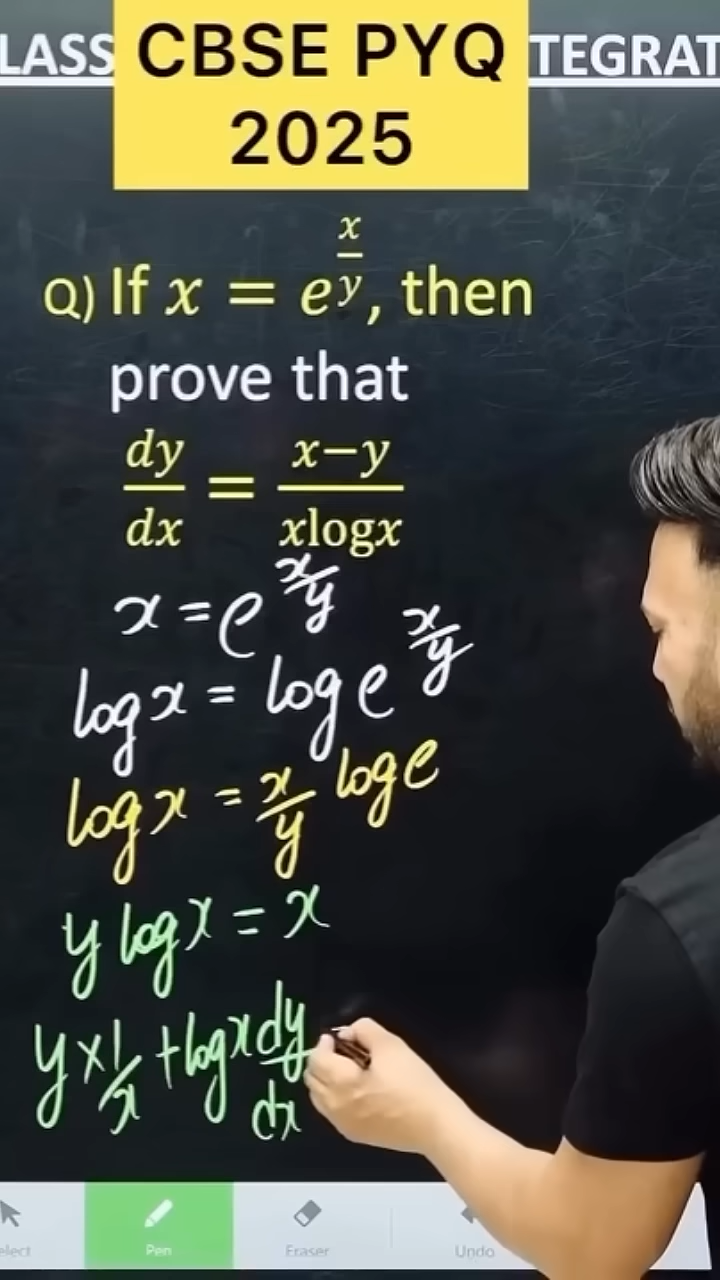 LASS
CBSE PYQ
2025
TEGRAT
Q) If x = e^(x/y), then
prove that
dy/dx = x−y/xlogx
x = e^(x/y)
log x = log e^(x/y)
log x = x/y log e
y log x = x
y × 1/x + log x dy/dx
elect
Pen
Eraser
Undo